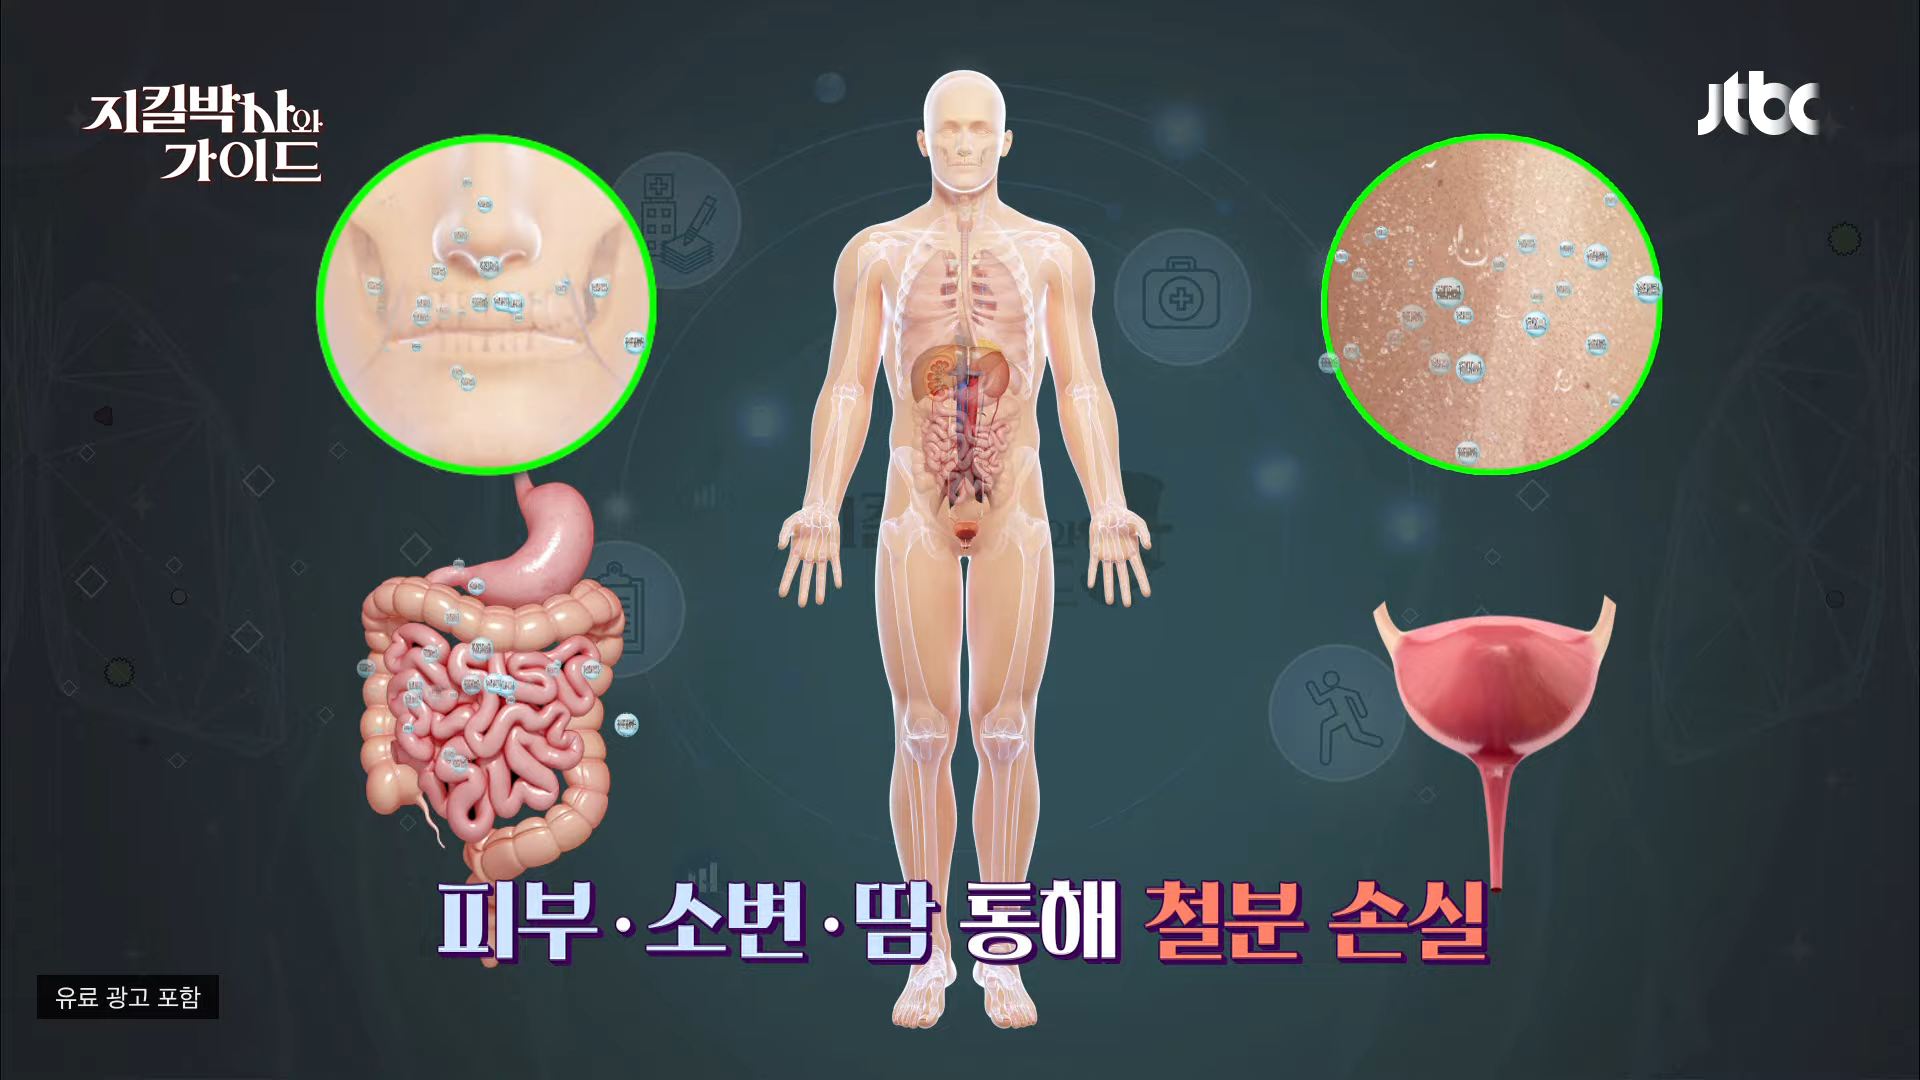 지킬박사와
가이드
jtbc
피부·소변·땀 통해 철분 손실
유료 광고 포함